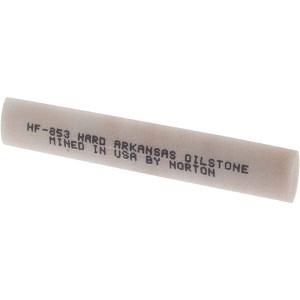 HF-853 HARD ARKANSAS OILSTONE
MINED IN USA BY NORTON